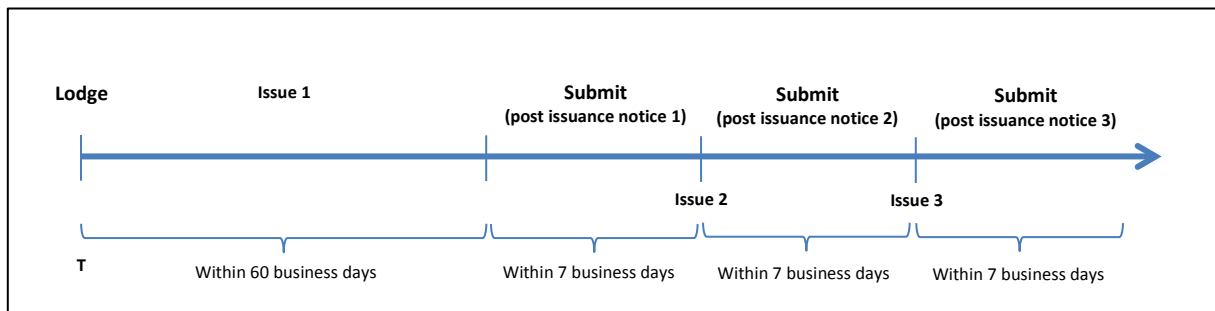 Lodge
Issue 1
Submit
(post issuance notice 1)
Submit
(post issuance notice 2)
Submit
(post issuance notice 3)
Issue 2
Issue 3
T
Within 60 business days
Within 7 business days
Within 7 business days
Within 7 business days